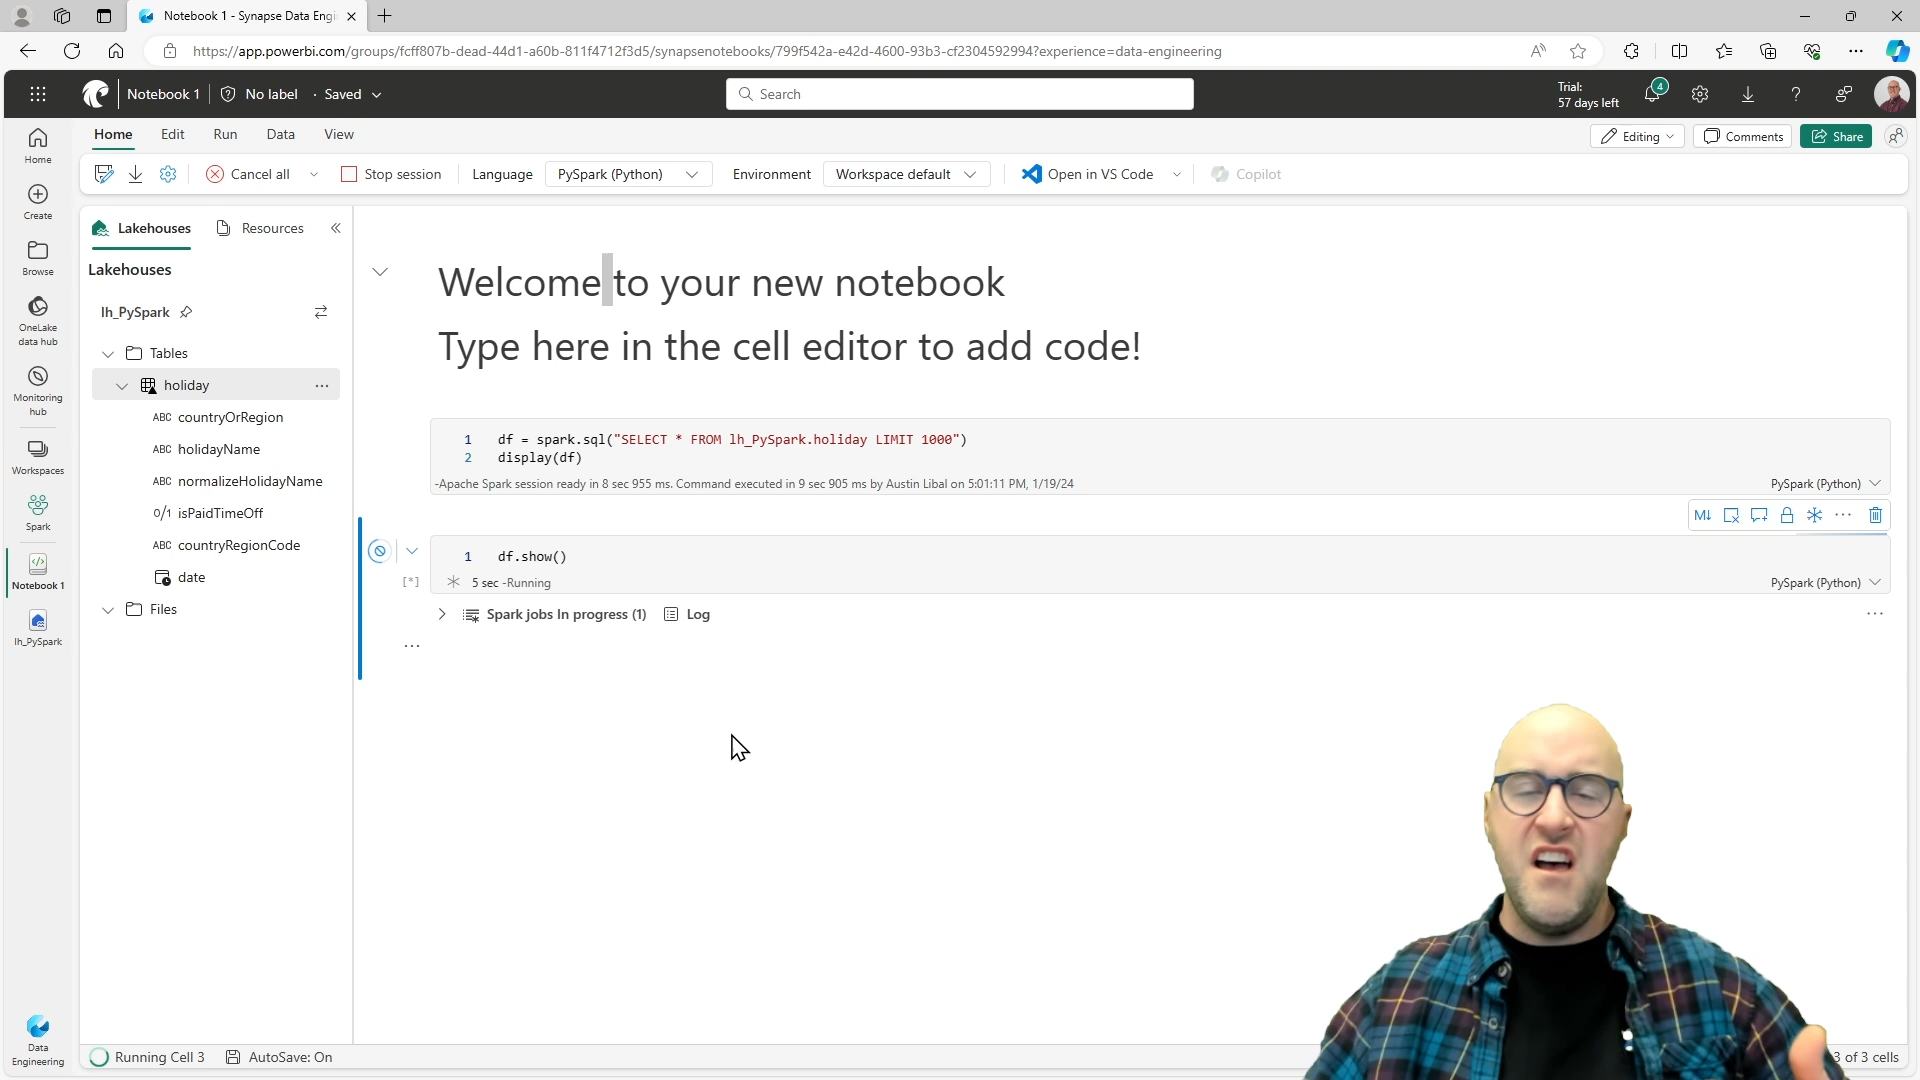 Notebook 1 - Synapse Data Engi
https://app.powerbi.com/groups/fcff807b-dead-44d1-a60b-811f4712f3d5/synapsenotebooks/799f542a-e42d-4600-93b3-cf2304592994?experience=data-engineering
Notebook 1
No label
· Saved
Search
Trial:
57 days left
4
Home
Edit
Run
Data
View
Editing
Comments
Share
Cancel all
Stop session
Language
PySpark (Python)
Environment
Workspace default
Open in VS Code
Copilot
Home
Create
Browse
OneLake
data hub
Monitoring
hub
Workspaces
Spark
Notebook 1
lh_PySpark
Data
Engineering
Lakehouses
Resources
Lakehouses
lh_PySpark
Tables
holiday
ABC countryOrRegion
ABC holidayName
ABC normalizeHolidayName
0/1 isPaidTimeOff
ABC countryRegionCode
date
Files
Welcome to your new notebook
Type here in the cell editor to add code!
1 df = spark.sql("SELECT * FROM lh_PySpark.holiday LIMIT 1000")
2 display(df)
-Apache Spark session ready in 8 sec 955 ms. Command executed in 9 sec 905 ms by Austin Libal on 5:01:11 PM, 1/19/24
PySpark (Python)
M↓
1 df.show()
[*]
5 sec -Running
PySpark (Python)
Spark jobs In progress (1)
Log
Running Cell 3
AutoSave: On
3 of 3 cells